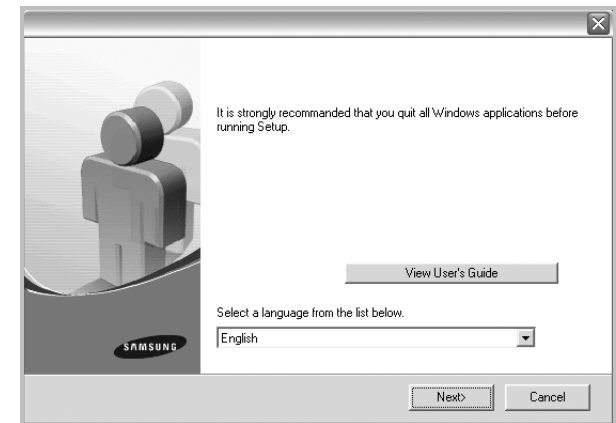 It is strongly recommanded that you quit all Windows applications before
running Setup.
View User's Guide
Select a language from the list below.
English
SAMSUNG
Next>
Cancel